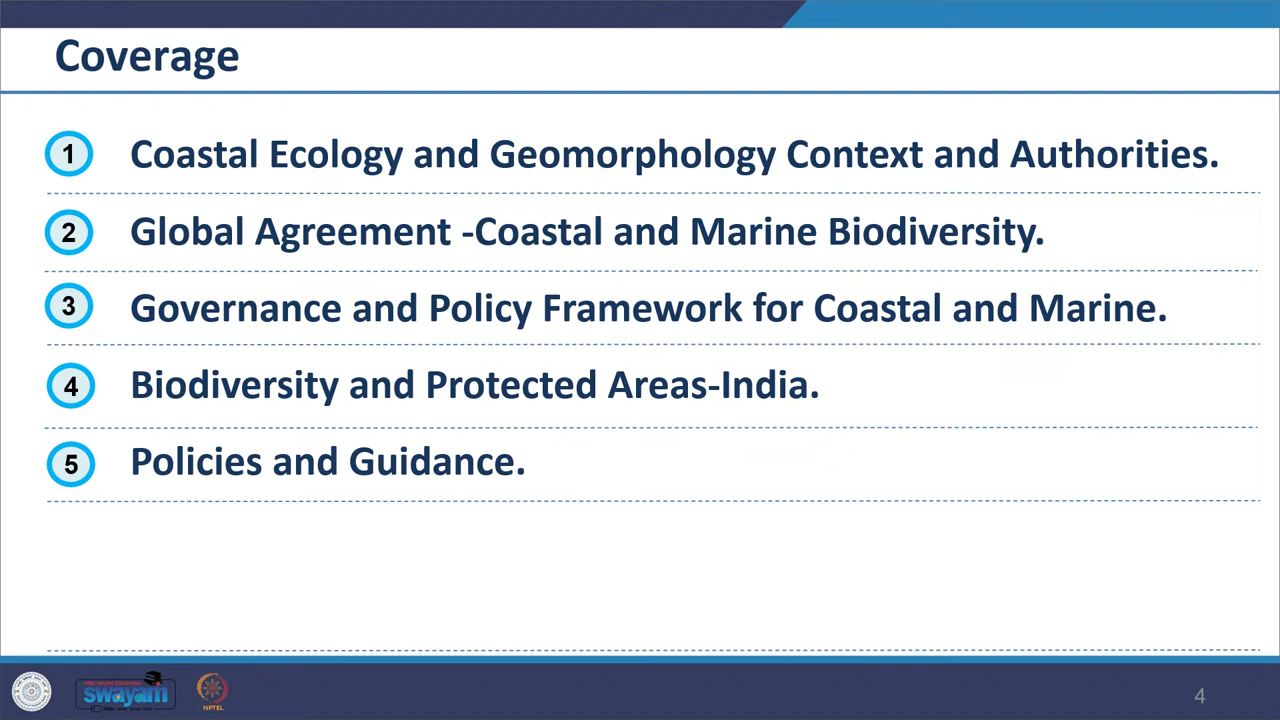 Coverage
1 Coastal Ecology and Geomorphology Context and Authorities.
2 Global Agreement -Coastal and Marine Biodiversity.
3 Governance and Policy Framework for Coastal and Marine.
4 Biodiversity and Protected Areas-India.
5 Policies and Guidance.
swayam
NPTEL
4